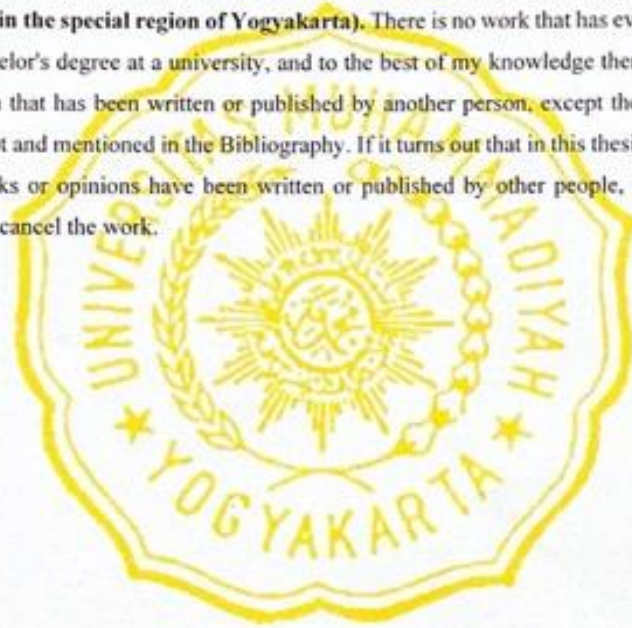 in the special region of Yogyakarta). There is no work that has ev
elor's degree at a university, and to the best of my knowledge ther
that has been written or published by another person, except the
t and mentioned in the Bibliography. If it turns out that in this thesi
ks or opinions have been written or published by other people,
cancel the work.
UNIVERSITAS MUHAMMADIYAH
YOGYAKARTA